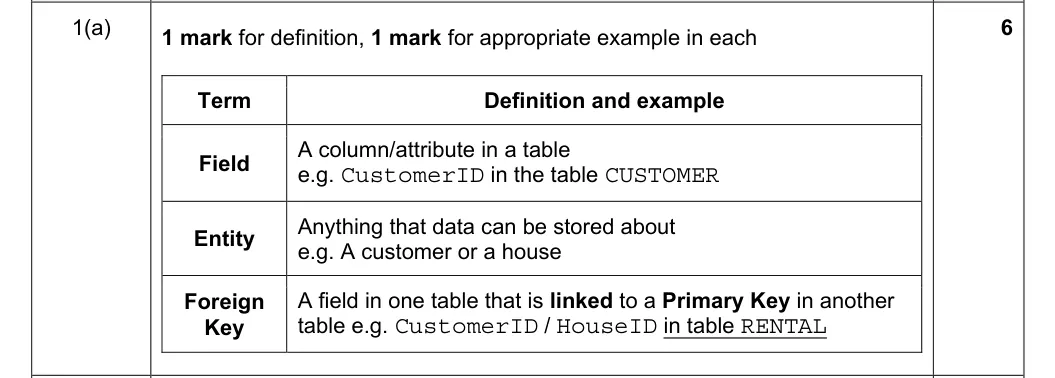 1(a)
1 mark for definition, 1 mark for appropriate example in each
6
Term
Definition and example
Field
A column/attribute in a table
e.g. CustomerID in the table CUSTOMER
Entity
Anything that data can be stored about
e.g. A customer or a house
Foreign
Key
A field in one table that is linked to a Primary Key in another
table e.g. CustomerID / HouseID in table RENTAL